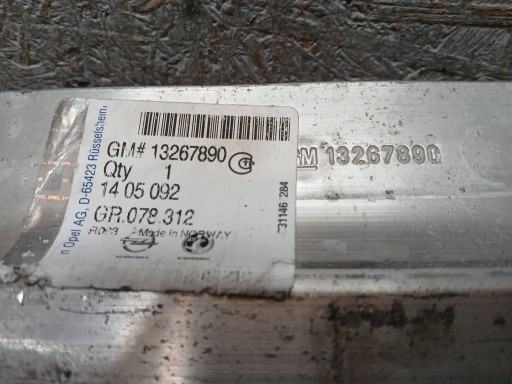 GM# 13267890
Qty 1
14 05 092
GR.078.312
Made in NORWAY
n Opel AG, D-65423 Rüsselsheim
731146 284
GM 13267890